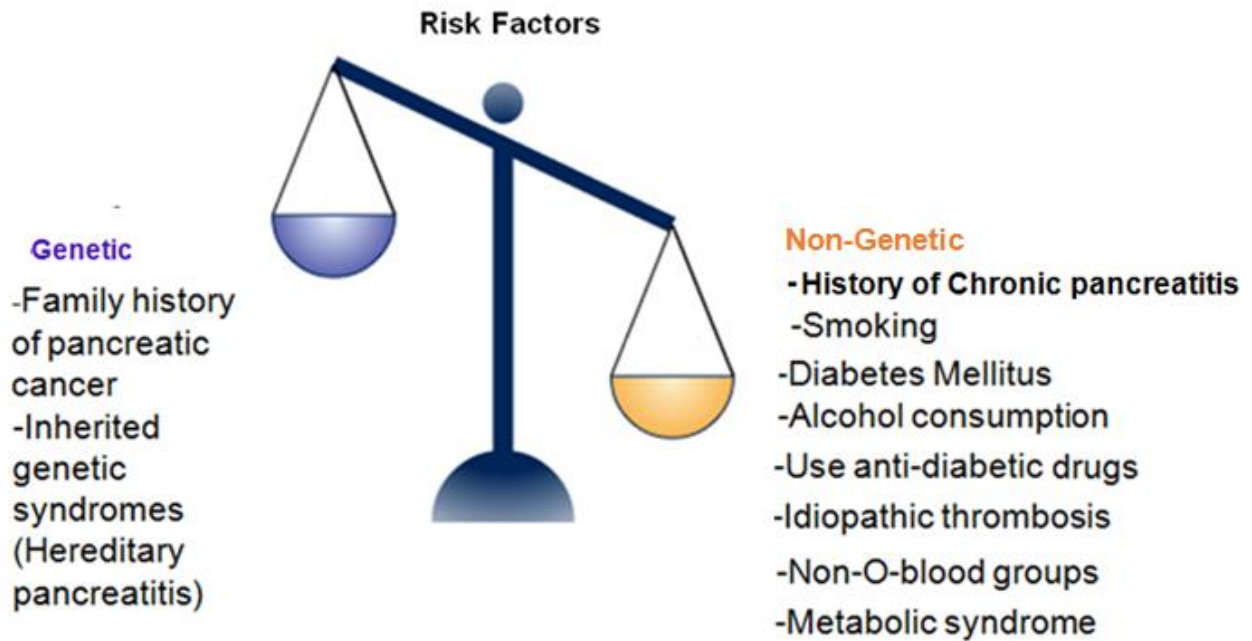 Risk Factors
-
Genetic
-Family history
of pancreatic
cancer
-Inherited
genetic
syndromes
(Hereditary
pancreatitis)
Non-Genetic
-History of Chronic pancreatitis
-Smoking
-Diabetes Mellitus
-Alcohol consumption
-Use anti-diabetic drugs
-Idiopathic thrombosis
-Non-O-blood groups
-Metabolic syndrome